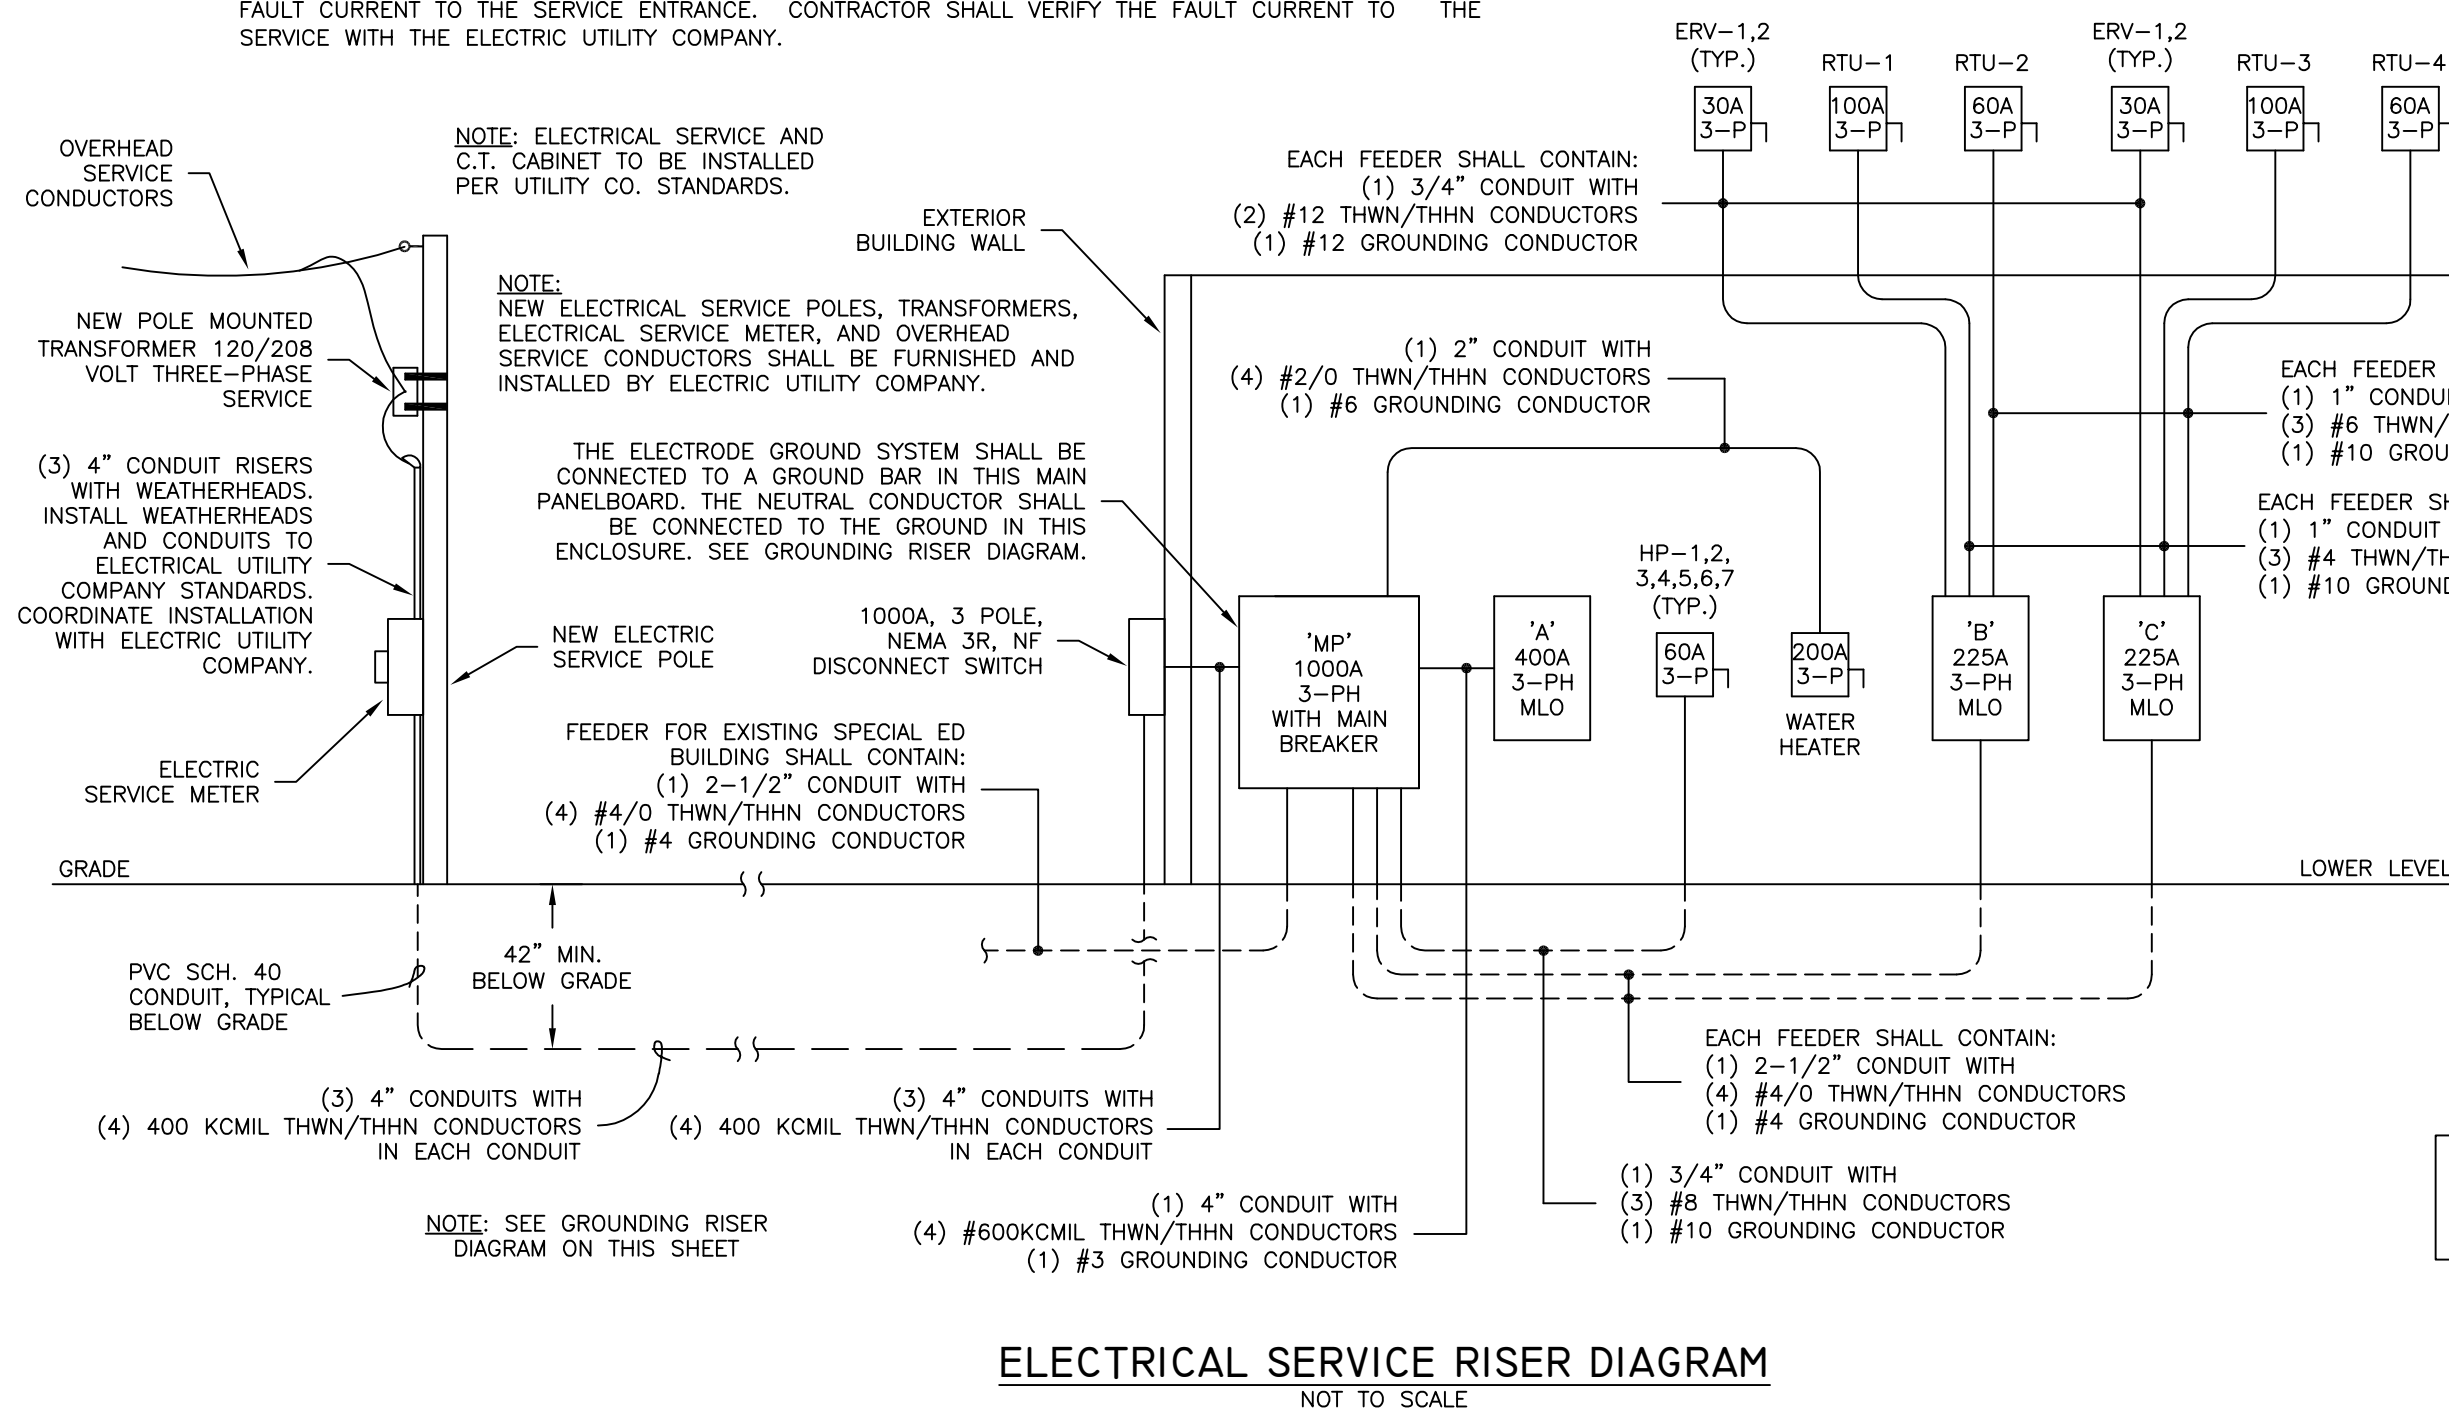 FAULT CURRENT TO THE SERVICE ENTRANCE. CONTRACTOR SHALL VERIFY THE FAULT CURRENT TO THE
SERVICE WITH THE ELECTRIC UTILITY COMPANY.
OVERHEAD
SERVICE
CONDUCTORS
NOTE: ELECTRICAL SERVICE AND
C.T. CABINET TO BE INSTALLED
PER UTILITY CO. STANDARDS.
EXTERIOR
BUILDING WALL
NOTE:
NEW ELECTRICAL SERVICE POLES, TRANSFORMERS,
ELECTRICAL SERVICE METER, AND OVERHEAD
SERVICE CONDUCTORS SHALL BE FURNISHED AND
INSTALLED BY ELECTRIC UTILITY COMPANY.
NEW POLE MOUNTED
TRANSFORMER 120/208
VOLT THREE-PHASE
SERVICE
(3) 4" CONDUIT RISERS
WITH WEATHERHEADS.
INSTALL WEATHERHEADS
AND CONDUITS TO
ELECTRICAL UTILITY
COMPANY STANDARDS.
COORDINATE INSTALLATION
WITH ELECTRIC UTILITY
COMPANY.
THE ELECTRODE GROUND SYSTEM SHALL BE
CONNECTED TO A GROUND BAR IN THIS MAIN
PANELBOARD. THE NEUTRAL CONDUCTOR SHALL
BE CONNECTED TO THE GROUND IN THIS
ENCLOSURE. SEE GROUNDING RISER DIAGRAM.
NEW ELECTRIC
SERVICE POLE
1000A, 3 POLE,
NEMA 3R, NF
DISCONNECT SWITCH
ELECTRIC
SERVICE METER
FEEDER FOR EXISTING SPECIAL ED
BUILDING SHALL CONTAIN:
(1) 2-1/2" CONDUIT WITH
(4) #4/0 THWN/THHN CONDUCTORS
(1) #4 GROUNDING CONDUCTOR
ERV-1,2
(TYP.)
30A
3-P
RTU-1
100A
3-P
RTU-2
60A
3-P
ERV-1,2
(TYP.)
30A
3-P
RTU-3
100A
3-P
RTU-4
60A
3-P
EACH FEEDER SHALL CONTAIN:
(1) 3/4" CONDUIT WITH
(2) #12 THWN/THHN CONDUCTORS
(1) #12 GROUNDING CONDUCTOR
(1) 2" CONDUIT WITH
(4) #2/0 THWN/THHN CONDUCTORS
(1) #6 GROUNDING CONDUCTOR
EACH FEEDER
(1) 1" CONDUI
(3) #6 THWN/
(1) #10 GROU
EACH FEEDER SH
(1) 1" CONDUIT
(3) #4 THWN/TH
(1) #10 GROUND
'MP'
1000A
3-PH
WITH MAIN
BREAKER
'A'
400A
3-PH
MLO
HP-1,2,
3,4,5,6,7
(TYP.)
60A
3-P
200A
3-P
WATER
HEATER
'B'
225A
3-PH
MLO
'C'
225A
3-PH
MLO
GRADE
LOWER LEVEL
42" MIN.
BELOW GRADE
PVC SCH. 40
CONDUIT, TYPICAL
BELOW GRADE
(3) 4" CONDUITS WITH
(4) 400 KCMIL THWN/THHN CONDUCTORS
IN EACH CONDUIT
(3) 4" CONDUITS WITH
(4) 400 KCMIL THWN/THHN CONDUCTORS
IN EACH CONDUIT
EACH FEEDER SHALL CONTAIN:
(1) 2-1/2" CONDUIT WITH
(4) #4/0 THWN/THHN CONDUCTORS
(1) #4 GROUNDING CONDUCTOR
(1) 3/4" CONDUIT WITH
(3) #8 THWN/THHN CONDUCTORS
(1) #10 GROUNDING CONDUCTOR
(1) 4" CONDUIT WITH
(4) #600KCMIL THWN/THHN CONDUCTORS
(1) #3 GROUNDING CONDUCTOR
NOTE: SEE GROUNDING RISER
DIAGRAM ON THIS SHEET
ELECTRICAL SERVICE RISER DIAGRAM
NOT TO SCALE